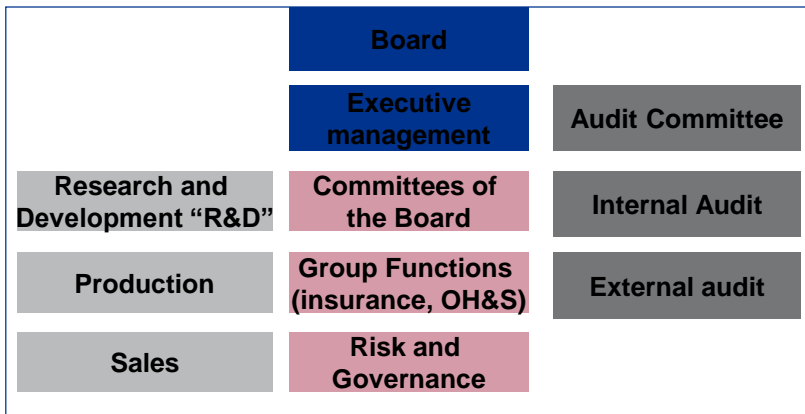 Board
Executive
management
Audit Committee
Research and
Development “R&D”
Committees of
the Board
Internal Audit
Production
Group Functions
(insurance, OH&S)
External audit
Sales
Risk and
Governance